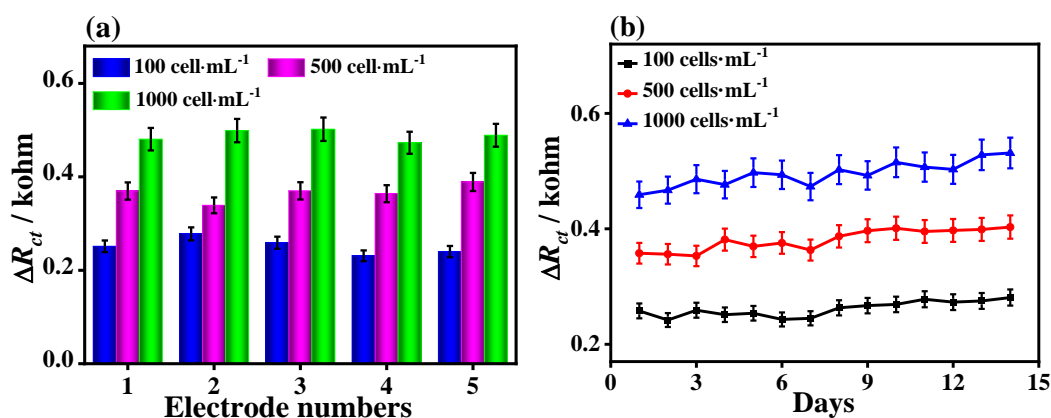 (a)
100 cell·mL⁻¹ 500 cell·mL⁻¹
1000 cell·mL⁻¹
ΔRct / kohm
0.6
0.4
0.2
0.0
1 2 3 4 5
Electrode numbers
(b)
100 cells·mL⁻¹
500 cells·mL⁻¹
1000 cells·mL⁻¹
ΔRct / kohm
0.6
0.4
0.2
0 3 6 9 12 15
Days